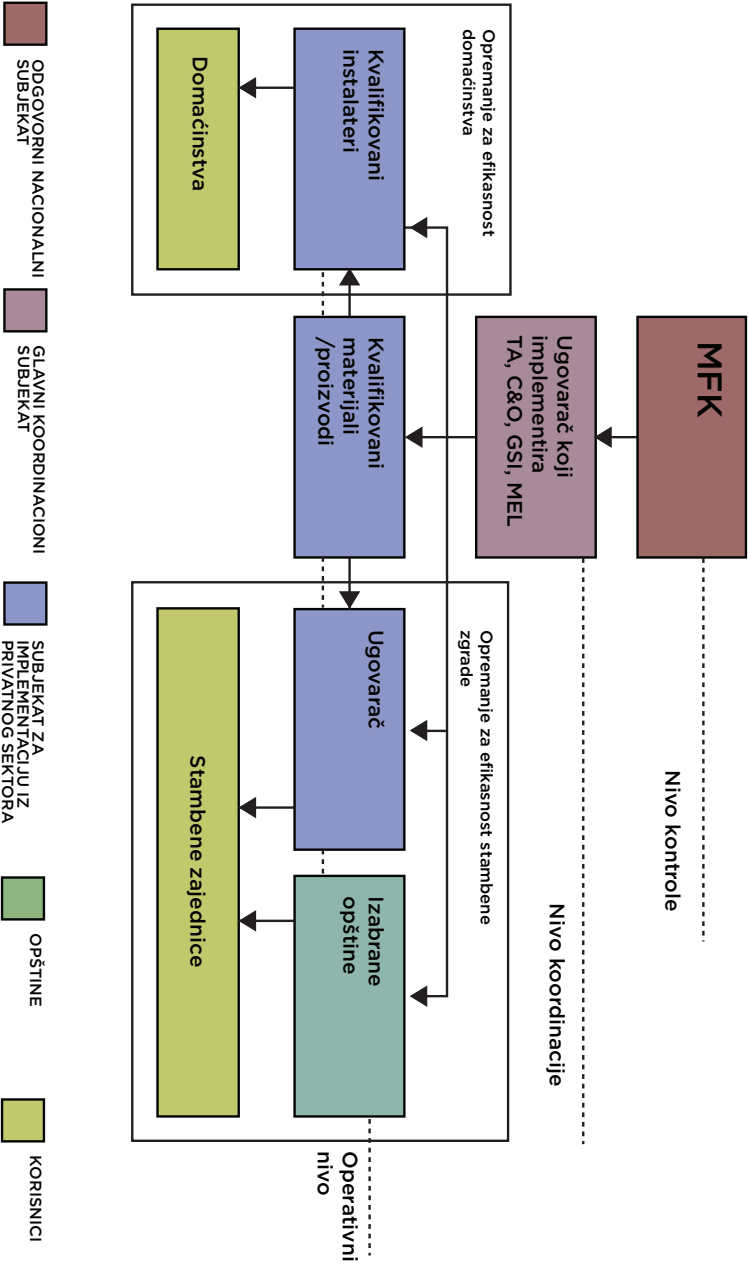 MFK
Nivo kontrole
Ugovarač koji
implementira
TA, C&O, GSI, MEL
Nivo koordinacije
Opremanje za efikasnost
domaćinstva
Opremanje za efikasnost stambene
zgrade
Kvalifikovani
instalateri
Kvalifikovani
materijali
/proizvodi
Ugovarač
Izabrane
opštine
Operativni
nivo
Domaćinstva
Stambene zajednice
ODGOVORNI NACIONALNI
SUBJEKAT
GLAVNI KOORDINACIONI
SUBJEKAT
SUBJEKAT ZA
IMPLEMENTACIJU IZ
PRIVATNOG SEKTORA
OPŠTINE
KORISNICI